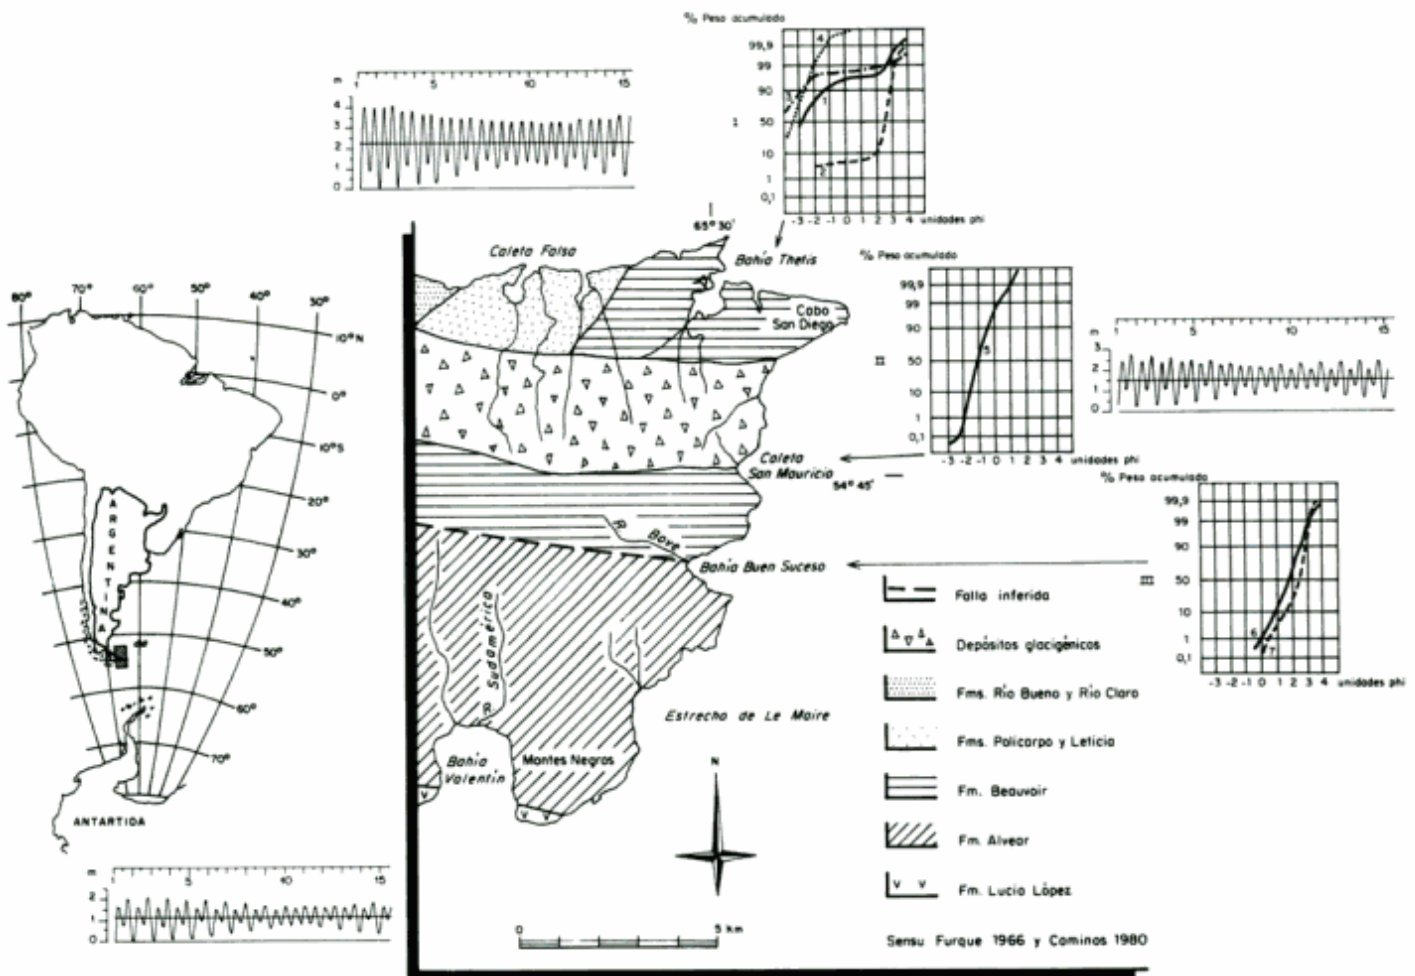 % Peso acumulado
99,9
99
90
50
10
1
0,1
I
4
3
1
2
-3 -2 -1 0 1 2 3 4 unidades phi
m
1 5 10 15
4
3
2
1
0
65° 30'
Caleta Falsa
Bahía Thetis
Cabo
San Diego
% Peso acumulado
99,9
99
90
50
10
1
0,1
II
5
-3 -2 -1 0 1 unidades phi
m
1 5 10 15
3
2
1
0
80° 70° 60° 50° 40° 30°
10° N
0°
10° S
20°
30°
40°
50°
60°
70°
ARGENTINA
ANTARTIDA
Caleta
San Mauricio
54° 45'
R. Bove
Bahía Buen Suceso
% Peso acumulado
99,9
99
90
50
10
1
0,1
III
6
7
-3 -2 -1 0 1 2 3 4 unidades phi
R. Sudamérica
Estrecho de Le Maire
Bahía
Valentín
Montes Negros
V
V V
N
Falla inferida
Depósitos glacigénicos
Fms. Río Bueno y Río Claro
Fms. Policarpo y Leticia
Fm. Beauvoir
Fm. Alvear
V V
Fm. Lucio López
0 5 km
Sensu Furque 1966 y Caminos 1980
m
1 5 10 15
2
1
0